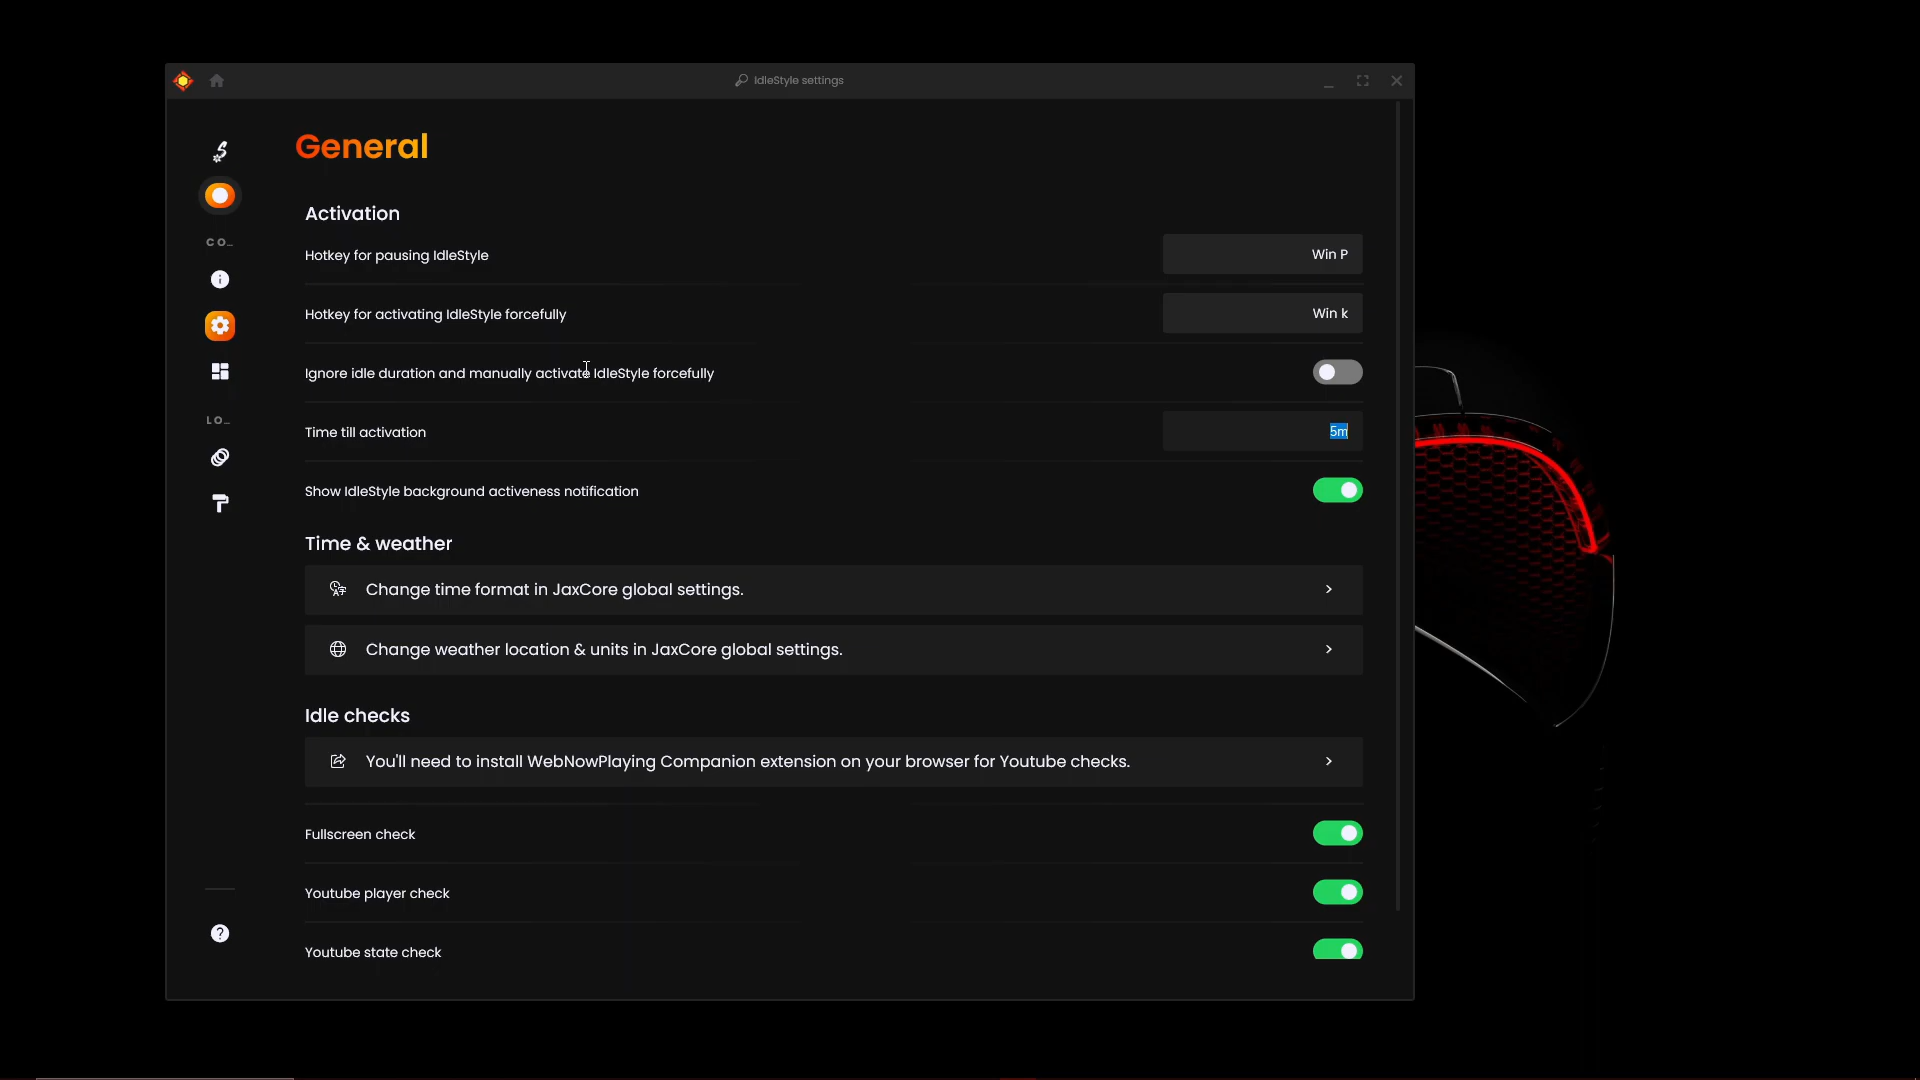 IdleStyle settings
General
CO...
LO...
Activation
Hotkey for pausing IdleStyle
Win P
Hotkey for activating IdleStyle forcefully
Win k
Ignore idle duration and manually activate IdleStyle forcefully
Time till activation
5m
Show IdleStyle background activeness notification
Time & weather
Change time format in JaxCore global settings.
Change weather location & units in JaxCore global settings.
Idle checks
You'll need to install WebNowPlaying Companion extension on your browser for Youtube checks.
Fullscreen check
Youtube player check
Youtube state check